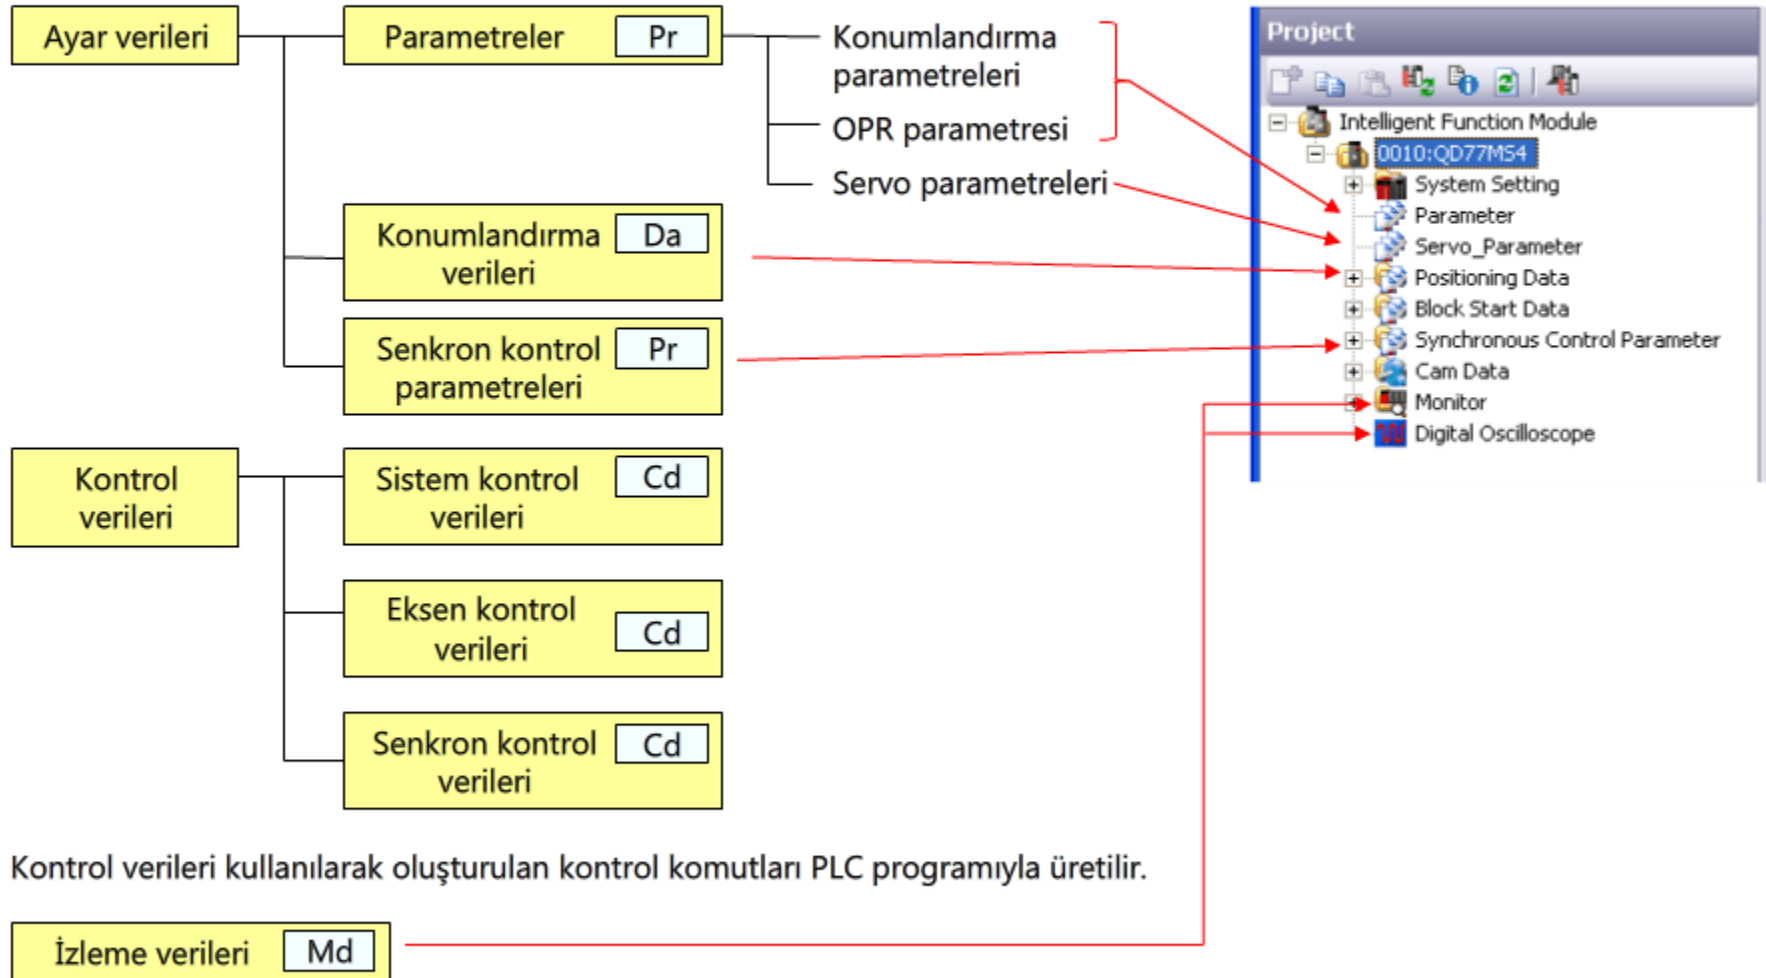 Ayar verileri
Parametreler
Pr
Konumlandırma
parametreleri
OPR parametresi
Servo parametreleri
Konumlandırma
verileri
Da
Senkron kontrol
parametreleri
Pr
Kontrol
verileri
Sistem kontrol
verileri
Cd
Eksen kontrol
verileri
Cd
Senkron kontrol
verileri
Cd
Kontrol verileri kullanılarak oluşturulan kontrol komutları PLC programıyla üretilir.
İzleme verileri
Md
Project
Intelligent Function Module
0010:QD77MS4
System Setting
Parameter
Servo_Parameter
Positioning Data
Block Start Data
Synchronous Control Parameter
Cam Data
Monitor
Digital Oscilloscope